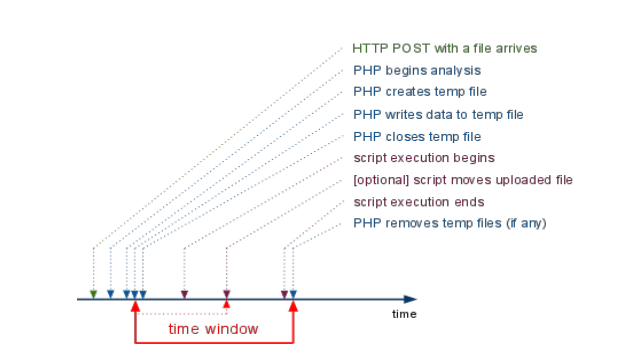 HTTP POST with a file arrives
PHP begins analysis
PHP creates temp file
PHP writes data to temp file
PHP closes temp file
script execution begins
[optional] script moves uploaded file
script execution ends
PHP removes temp files (if any)
time
time window